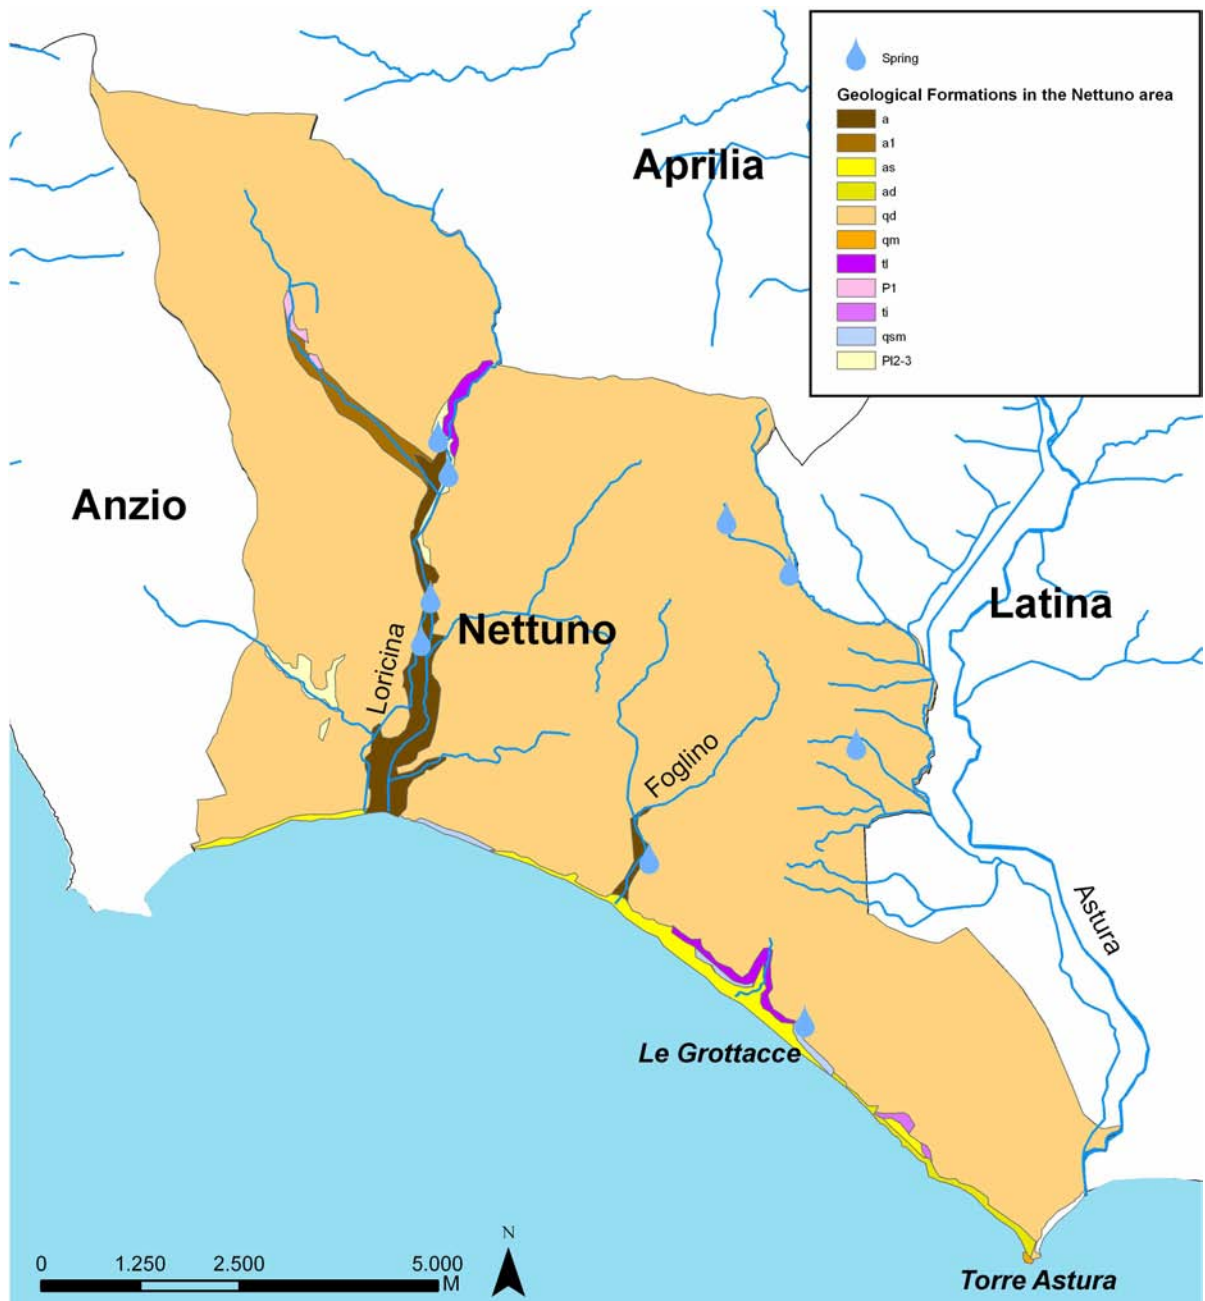 Spring
Geological Formations in the Nettuno area
a
a1
as
ad
qd
qm
tl
P1
ti
qsm
Pl2-3
Aprilia
Anzio
Latina
Nettuno
Loricina
Foglino
Astura
Le Grottacce
Torre Astura
N
0 1.250 2.500 5.000
M